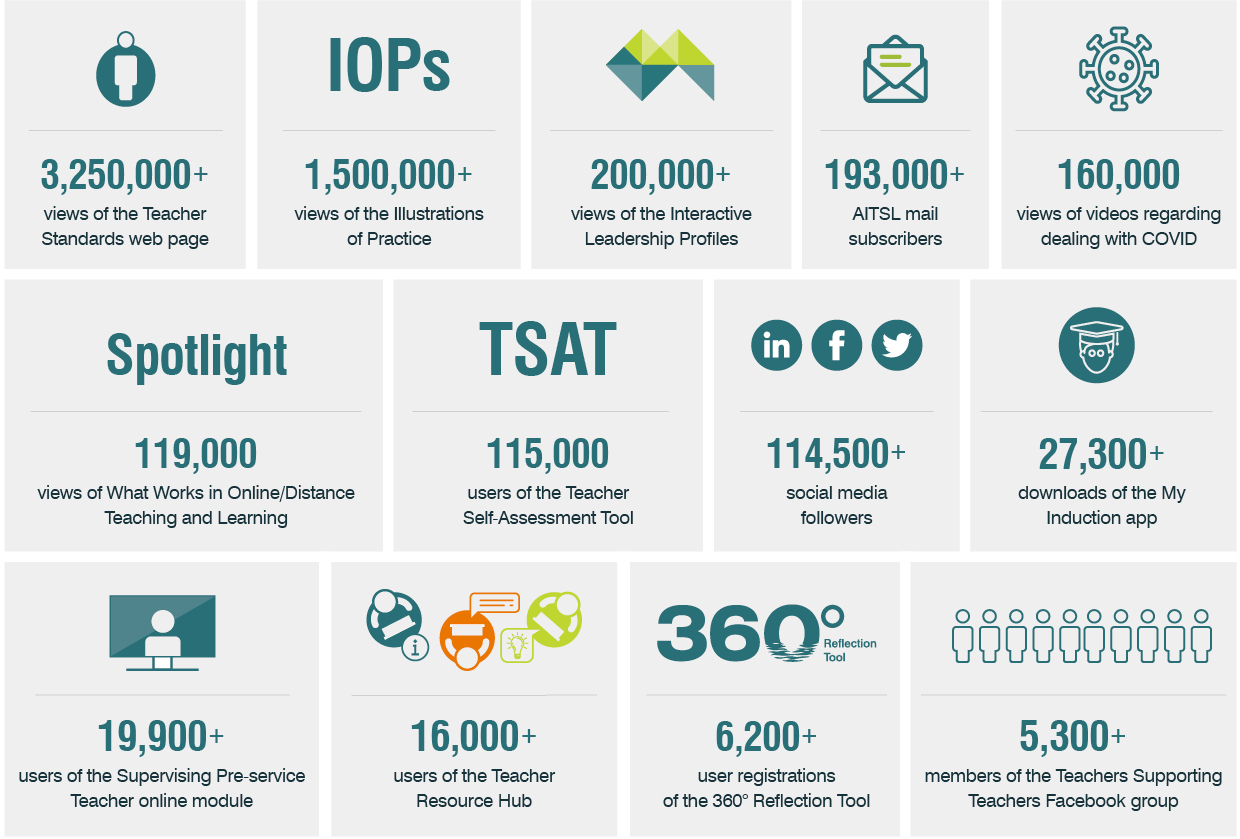 IOPs
3,250,000+
views of the Teacher
Standards web page
1,500,000+
views of the Illustrations
of Practice
200,000+
views of the Interactive
Leadership Profiles
193,000+
AITSL mail
subscribers
160,000
views of videos regarding
dealing with COVID
Spotlight
119,000
views of What Works in Online/Distance
Teaching and Learning
TSAT
115,000
users of the Teacher
Self-Assessment Tool
in f
114,500+
social media
followers
27,300+
downloads of the My
Induction app
19,900+
users of the Supervising Pre-service
Teacher online module
i
16,000+
users of the Teacher
Resource Hub
360°
Reflection
Tool
6,200+
user registrations
of the 360° Reflection Tool
5,300+
members of the Teachers Supporting
Teachers Facebook group